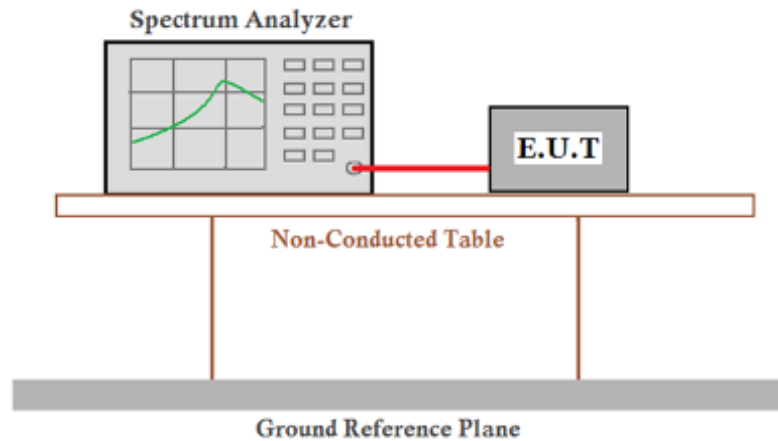 Spectrum Analyzer
E.U.T
Non-Conducted Table
Ground Reference Plane